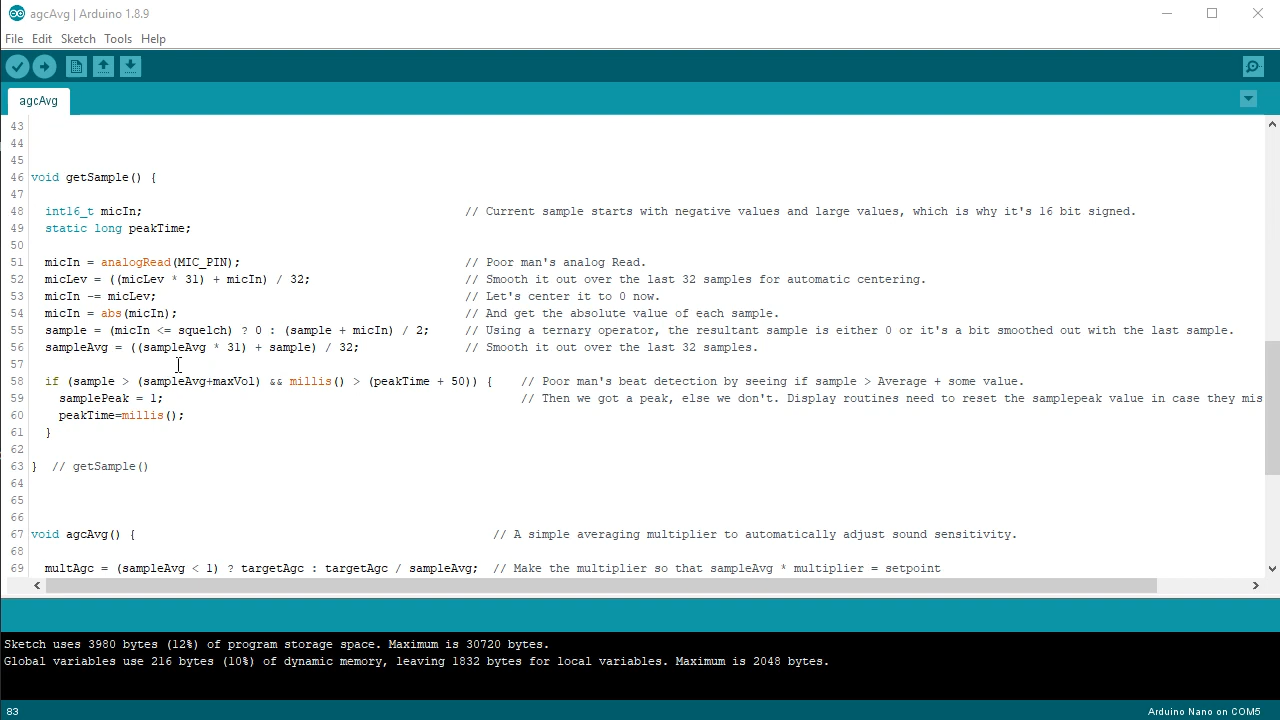 agcAvg | Arduino 1.8.9
File Edit Sketch Tools Help
agcAvg
43
44
45
46 void getSample() {
47
48 int16_t micIn; // Current sample starts with negative values and large values, which is why it's 16 bit signed.
49 static long peakTime;
50
51 micIn = analogRead(MIC_PIN); // Poor man's analog Read.
52 micLev = ((micLev * 31) + micIn) / 32; // Smooth it out over the last 32 samples for automatic centering.
53 micIn -= micLev; // Let's center it to 0 now.
54 micIn = abs(micIn); // And get the absolute value of each sample.
55 sample = (micIn <= squelch) ? 0 : (sample + micIn) / 2; // Using a ternary operator, the resultant sample is either 0 or it's a bit smoothed out with the last sample.
56 sampleAvg = ((sampleAvg * 31) + sample) / 32; // Smooth it out over the last 32 samples.
57
58 if (sample > (sampleAvg+maxVol) && millis() > (peakTime + 50)) { // Poor man's beat detection by seeing if sample > Average + some value.
59 samplePeak = 1; // Then we got a peak, else we don't. Display routines need to reset the samplepeak value in case they mis
60 peakTime=millis();
61 }
62
63 } // getSample()
64
65
66
67 void agcAvg() { // A simple averaging multiplier to automatically adjust sound sensitivity.
68
69 multAgc = (sampleAvg < 1) ? targetAgc : targetAgc / sampleAvg; // Make the multiplier so that sampleAvg * multiplier = setpoint
Sketch uses 3980 bytes (12%) of program storage space. Maximum is 30720 bytes.
Global variables use 216 bytes (10%) of dynamic memory, leaving 1832 bytes for local variables. Maximum is 2048 bytes.
83 Arduino Nano on COM5